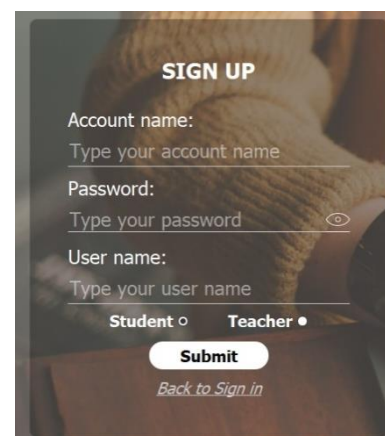 SIGN UP
Account name:
Type your account name
Password:
Type your password
User name:
Type your user name
Student Teacher
Submit
Back to Sign in